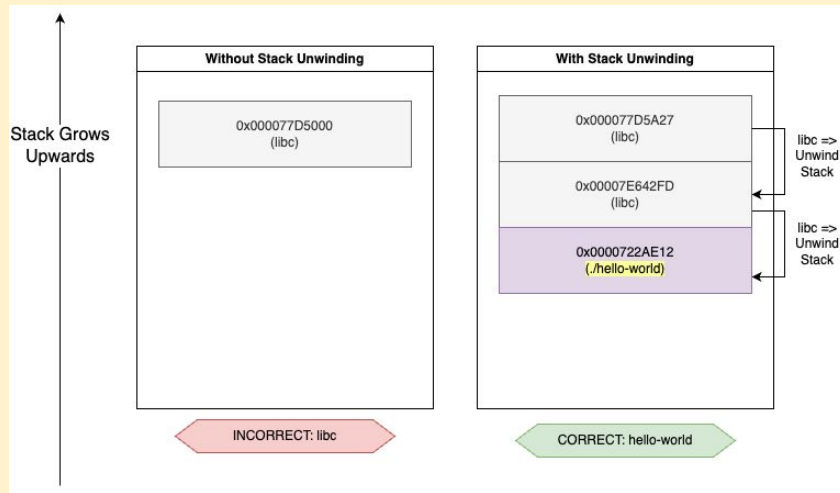 Stack Grows
Upwards
Without Stack Unwinding
0x000077D5000
(libc)
INCORRECT: libc
With Stack Unwinding
0x000077D5A27
(libc)
0x00007E642FD
(libc)
0x0000722AE12
(./hello-world)
libc =>
Unwind
Stack
libc =>
Unwind
Stack
CORRECT: hello-world